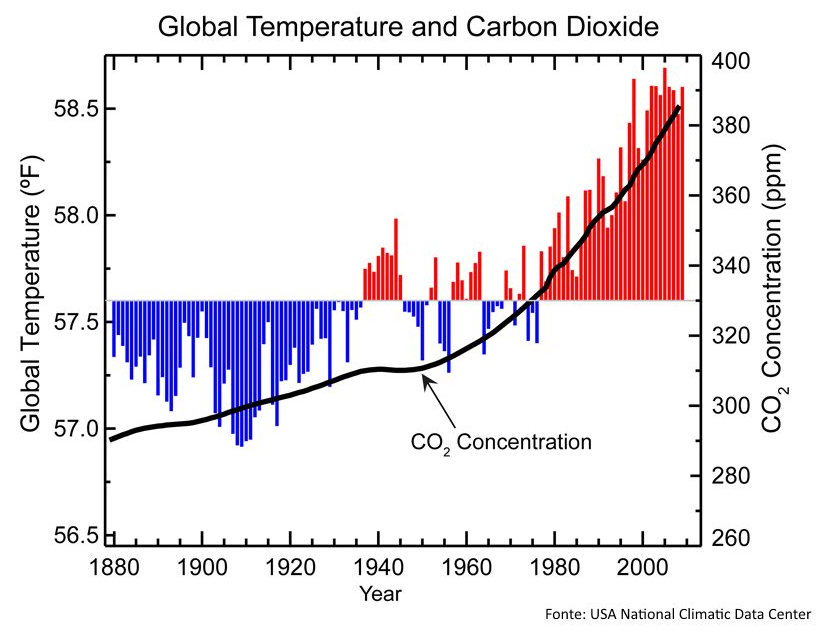 Global Temperature and Carbon Dioxide
Global Temperature (ºF)
58.5
58.0
57.5
57.0
56.5
400
380
360
340
320
300
280
260
CO₂ Concentration (ppm)
CO₂ Concentration
1880 1900 1920 1940 1960 1980 2000
Year
Fonte: USA National Climatic Data Center